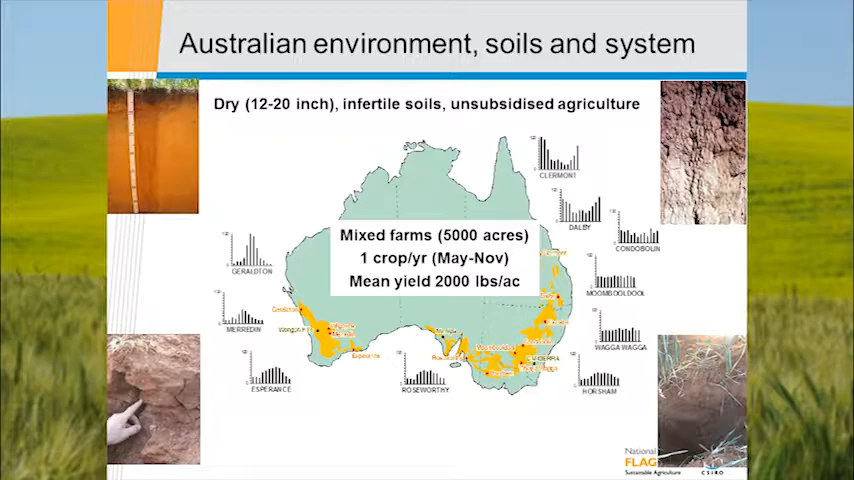 Australian environment, soils and system
Dry (12-20 inch), infertile soils, unsubsidised agriculture
CLERMONT
DALBY
CONDOBOLIN
Mixed farms (5000 acres)
1 crop/yr (May-Nov)
Mean yield 2000 lbs/ac
GERALDTON
MOOMBOOLDOOL
MERREDIN
WAGGA WAGGA
Esperance
ESPERANCE
ROSEWORTHY
HORSHAM
National
FLAG
Sustainable Agriculture
CSIRO